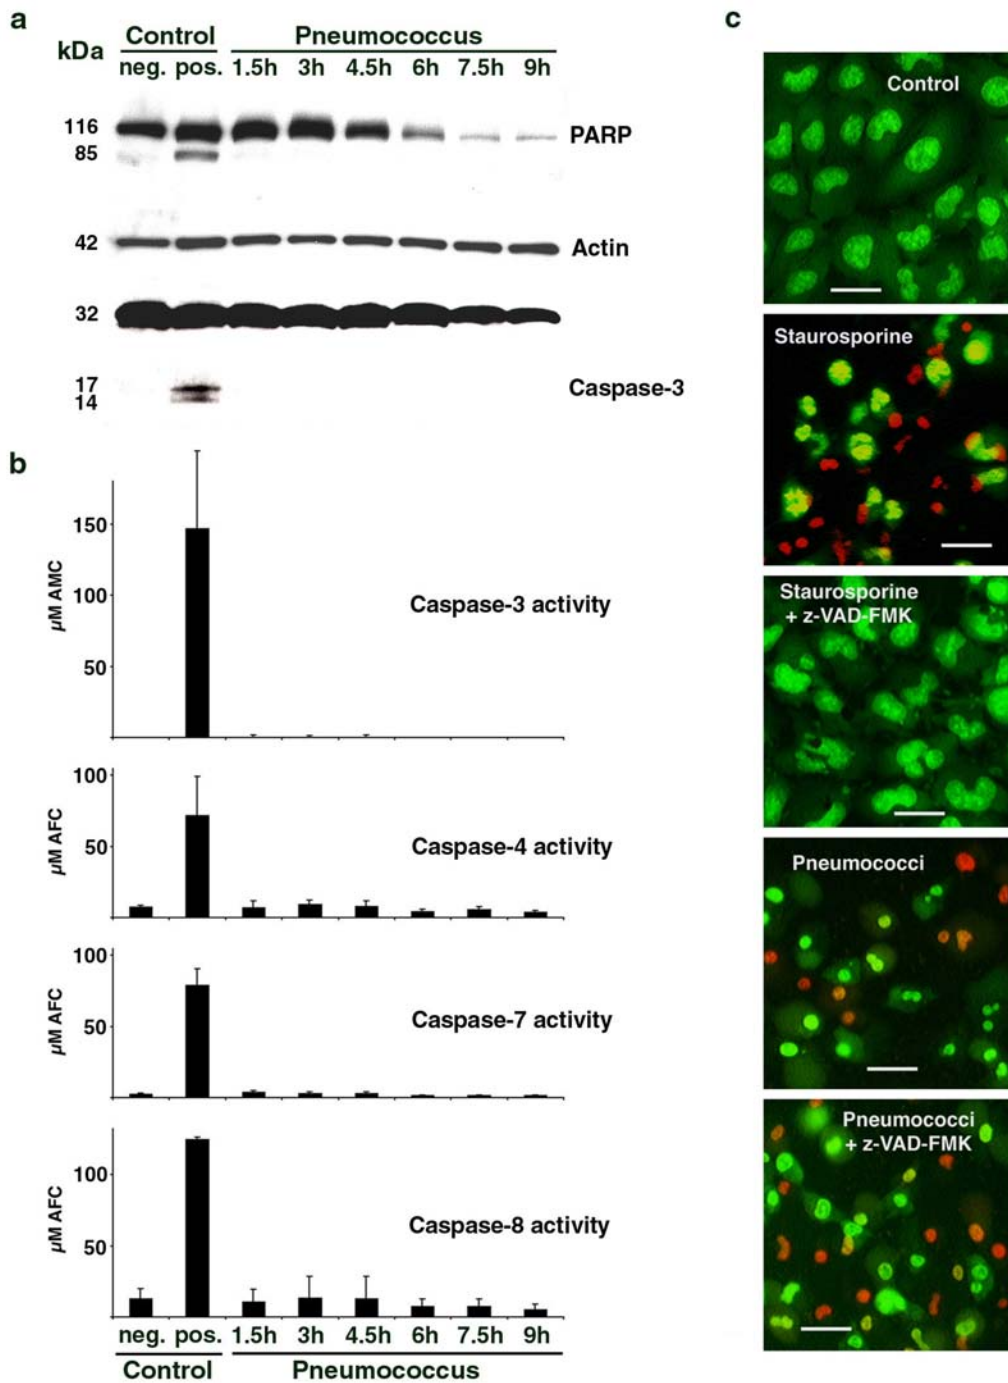 a
kDa
Control
Pneumococcus
neg. pos. 1.5h 3h 4.5h 6h 7.5h 9h
116
PARP
85
42
Actin
32
17
14
Caspase-3
b
150
100
50
µM AMC
Caspase-3 activity
100
50
µM AFC
Caspase-4 activity
100
50
µM AFC
Caspase-7 activity
100
50
µM AFC
Caspase-8 activity
neg. pos. 1.5h 3h 4.5h 6h 7.5h 9h
Control
Pneumococcus
c
Control
Staurosporine
Staurosporine
+ z-VAD-FMK
Pneumococci
Pneumococci
+ z-VAD-FMK